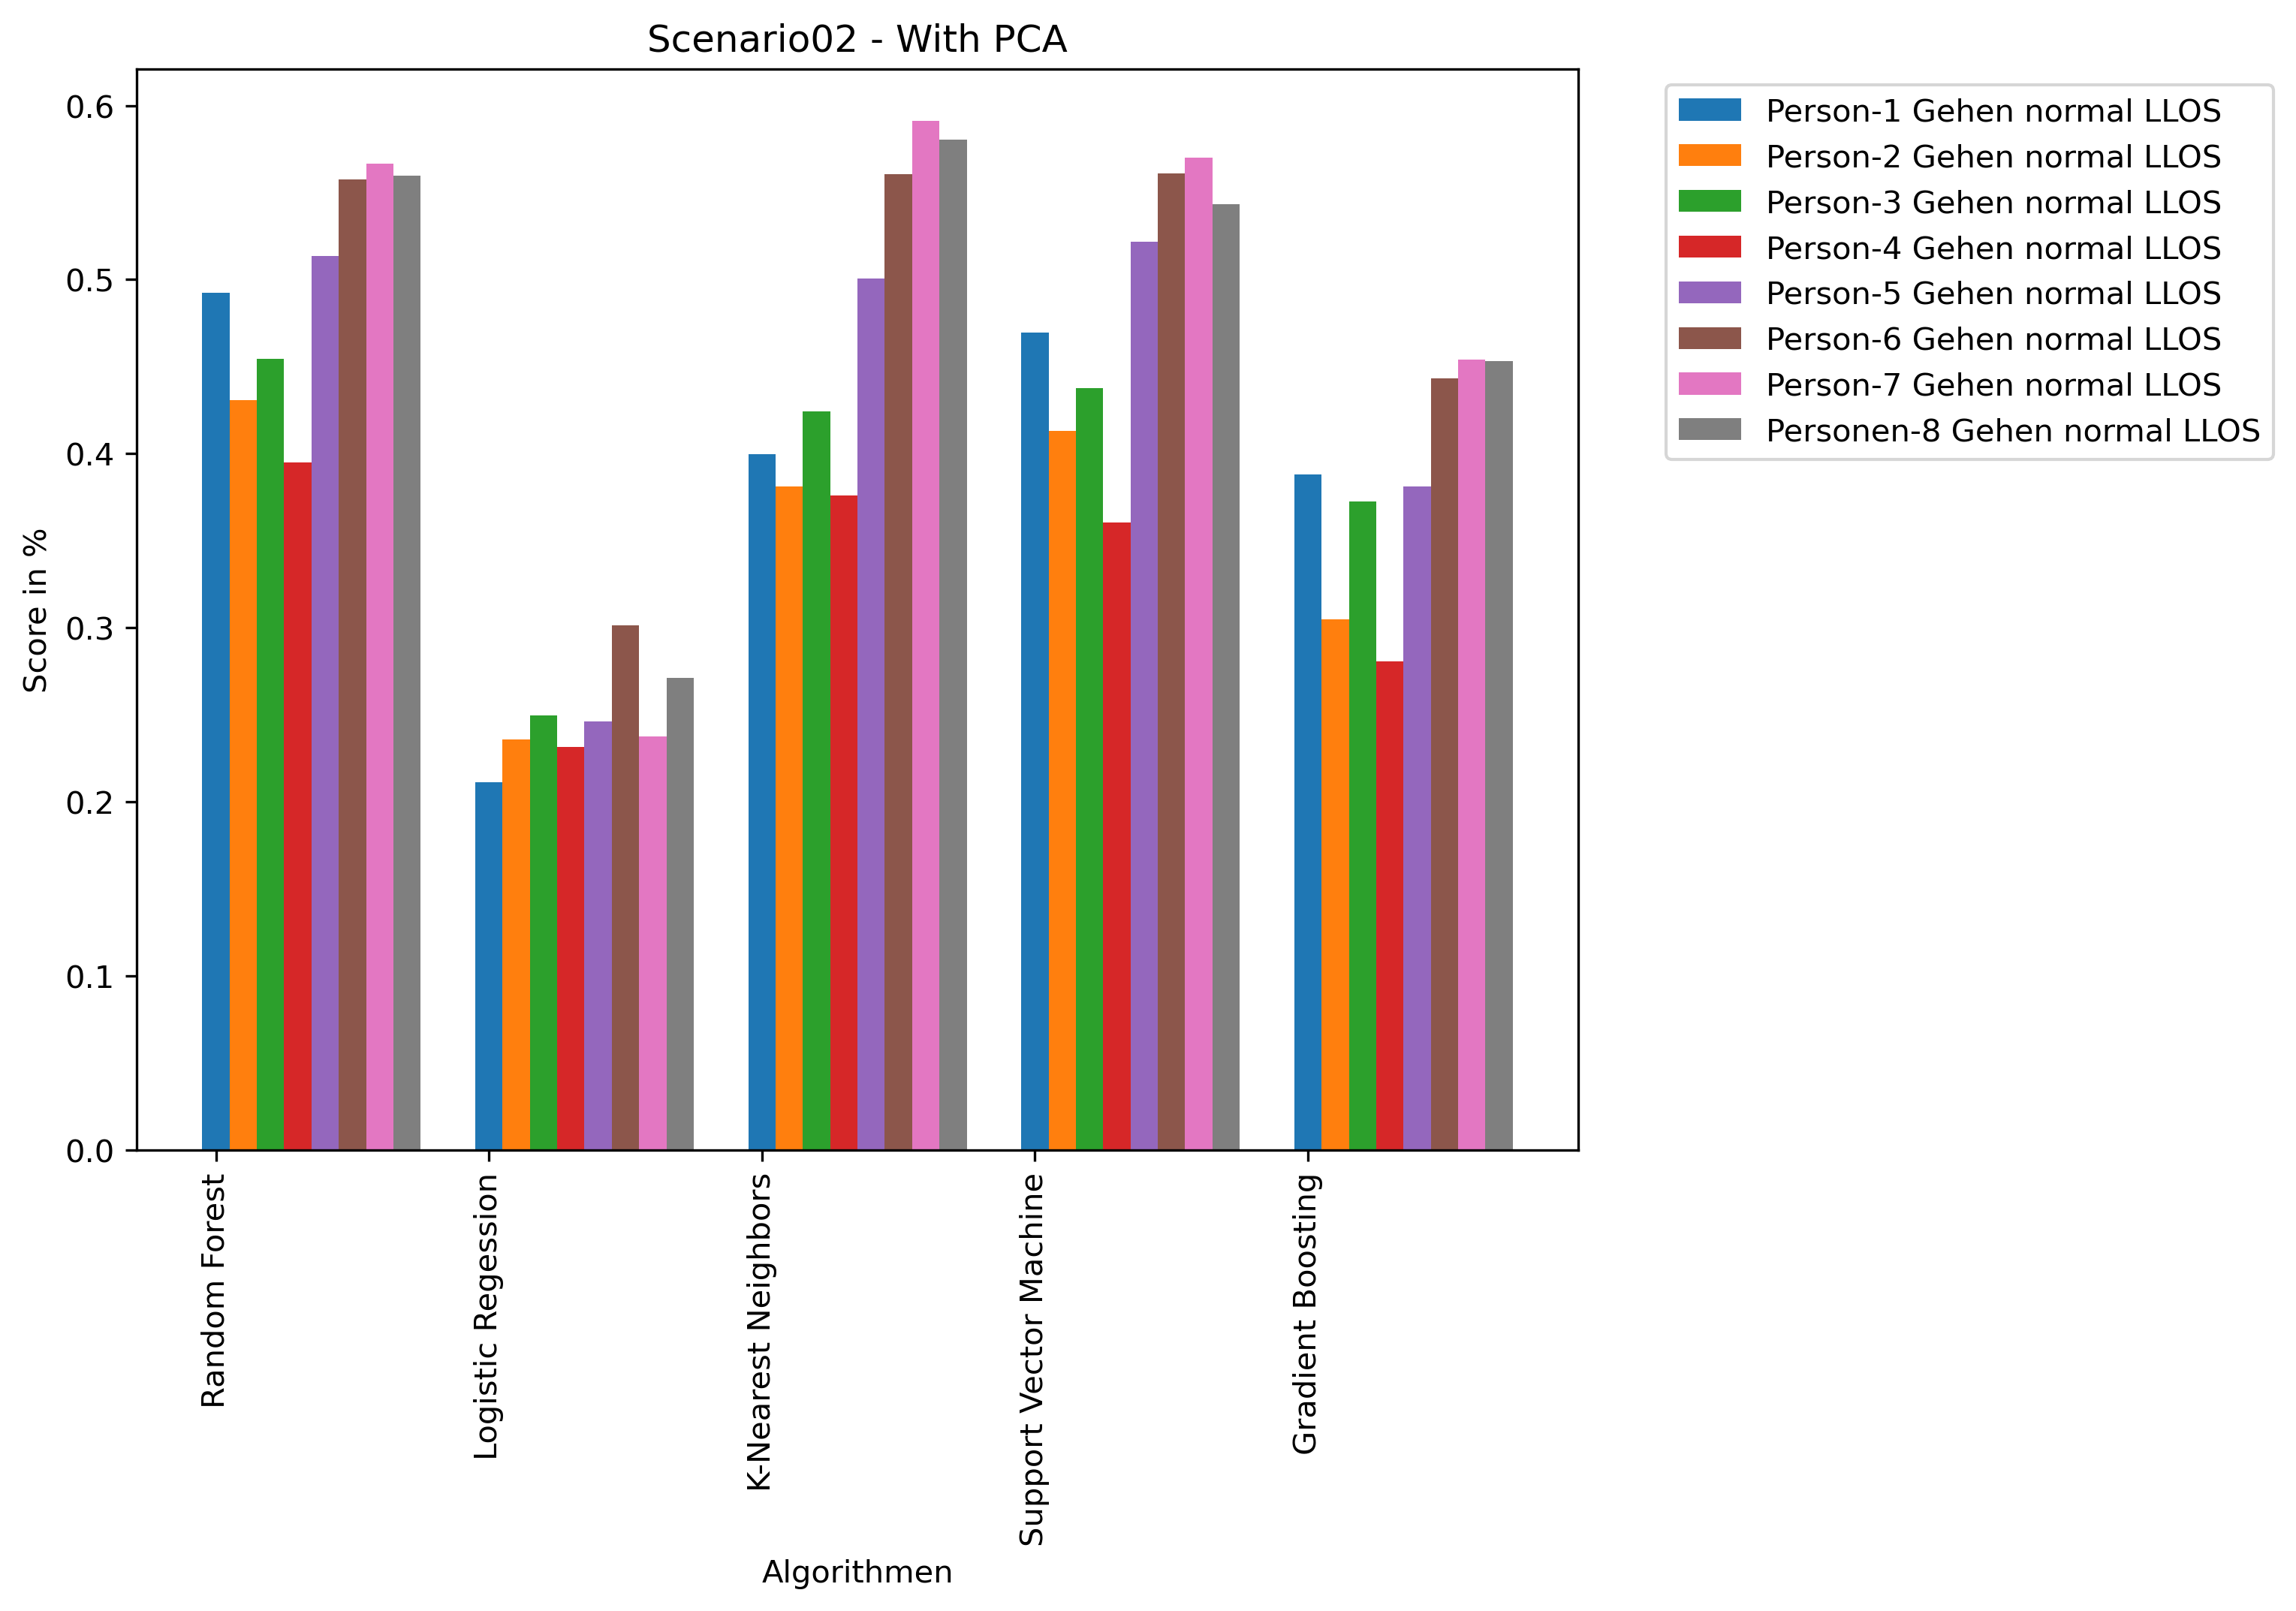 Scenario02 - With PCA
Score in %
0.6
0.5
0.4
0.3
0.2
0.1
0.0
Random Forest
Logistic Regession
K-Nearest Neighbors
Support Vector Machine
Gradient Boosting
Algorithmen
Person-1 Gehen normal LLOS
Person-2 Gehen normal LLOS
Person-3 Gehen normal LLOS
Person-4 Gehen normal LLOS
Person-5 Gehen normal LLOS
Person-6 Gehen normal LLOS
Person-7 Gehen normal LLOS
Personen-8 Gehen normal LLOS